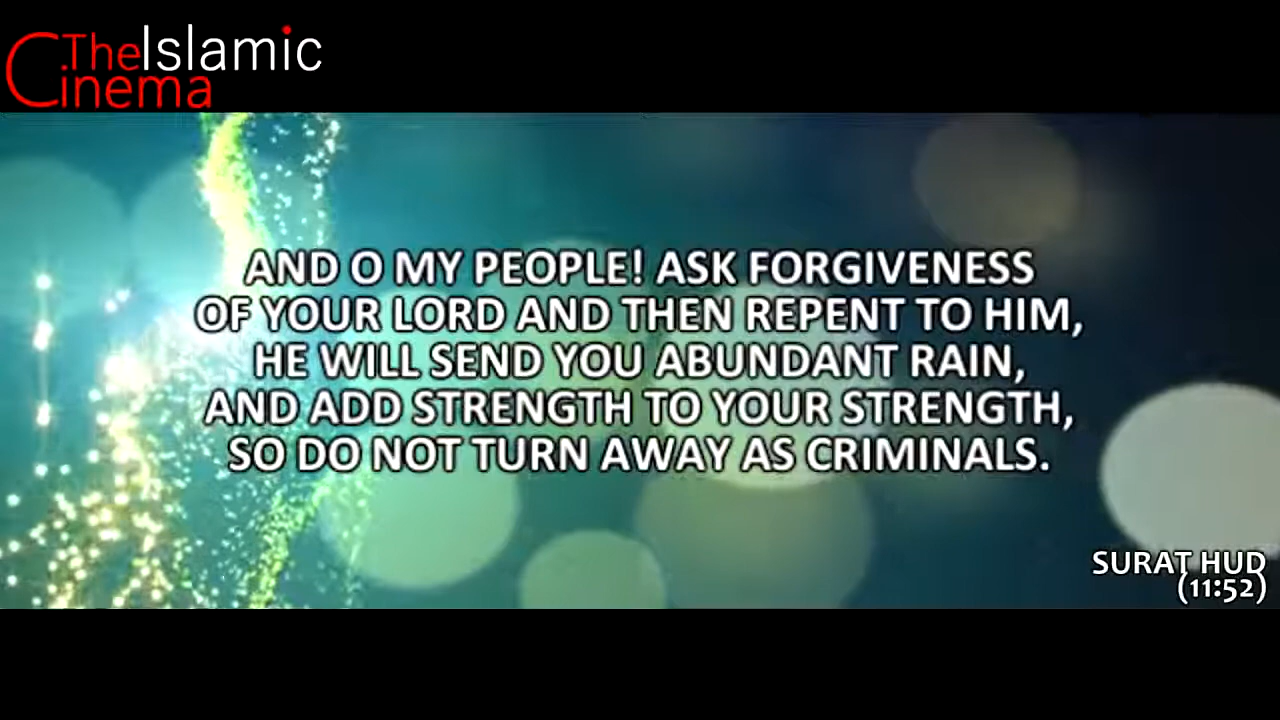 TheIslamic
Cinema
AND O MY PEOPLE! ASK FORGIVENESS
OF YOUR LORD AND THEN REPENT TO HIM,
HE WILL SEND YOU ABUNDANT RAIN,
AND ADD STRENGTH TO YOUR STRENGTH,
SO DO NOT TURN AWAY AS CRIMINALS.
SURAT HUD
(11:52)